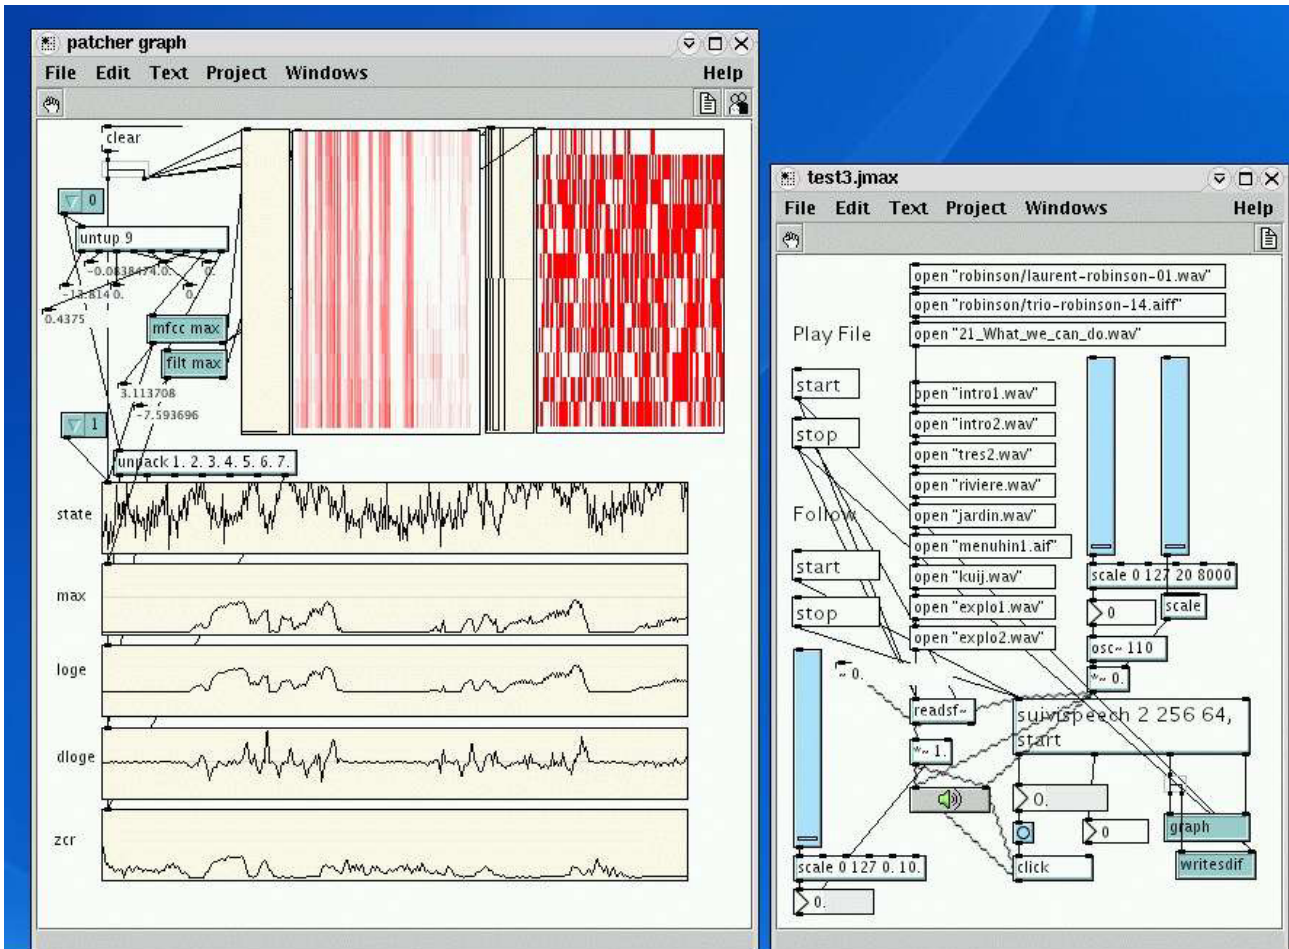 patcher graph
File Edit Text Project Windows Help
clear
0
untup 9
-0.0838474 0. 0.
-13.814 0. 0.
0.4375
mfcc max
filt max
3.113708
-7.593696
1
unpack 1. 2. 3. 4. 5. 6. 7.
state
max
loge
dloge
zcr
test3.jmax
File Edit Text Project Windows Help
open "robinson/laurent-robinson-01.wav"
open "robinson/trio-robinson-14.aiff"
Play File
open "21_What_we_can_do.wav"
start
open "intro1.wav"
stop
open "intro2.wav"
open "tres2.wav"
open "riviere.wav"
Follow
open "jardin.wav"
open "menuhin1.aif"
start
open "kuij.wav"
scale 0 127 20 8000
stop
open "explo1.wav"
0
scale
open "explo2.wav"
osc~ 110
~ 0.
*~ 0.
readsf~
suivispeech 2 256 64,
start
*~ 1.
0.
0
graph
scale 0 127 0. 10.
click
writesdif
0.